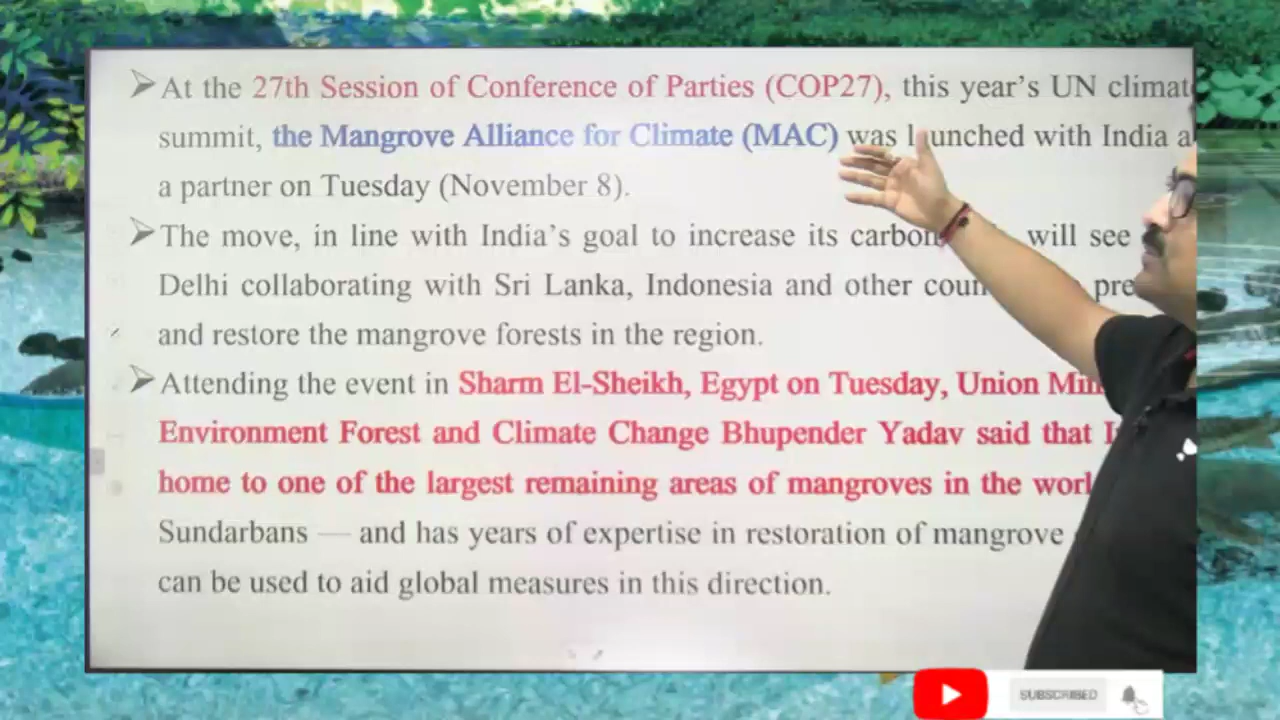 At the 27th Session of Conference of Parties (COP27), this year's UN climat
summit, the Mangrove Alliance for Climate (MAC) was launched with India a
a partner on Tuesday (November 8).
The move, in line with India's goal to increase its carbon will see
Delhi collaborating with Sri Lanka, Indonesia and other coun pre
and restore the mangrove forests in the region.
Attending the event in Sharm El-Sheikh, Egypt on Tuesday, Union Min
Environment Forest and Climate Change Bhupender Yadav said that I
home to one of the largest remaining areas of mangroves in the worl
Sundarbans — and has years of expertise in restoration of mangrove
can be used to aid global measures in this direction.
SUBSCRIBED